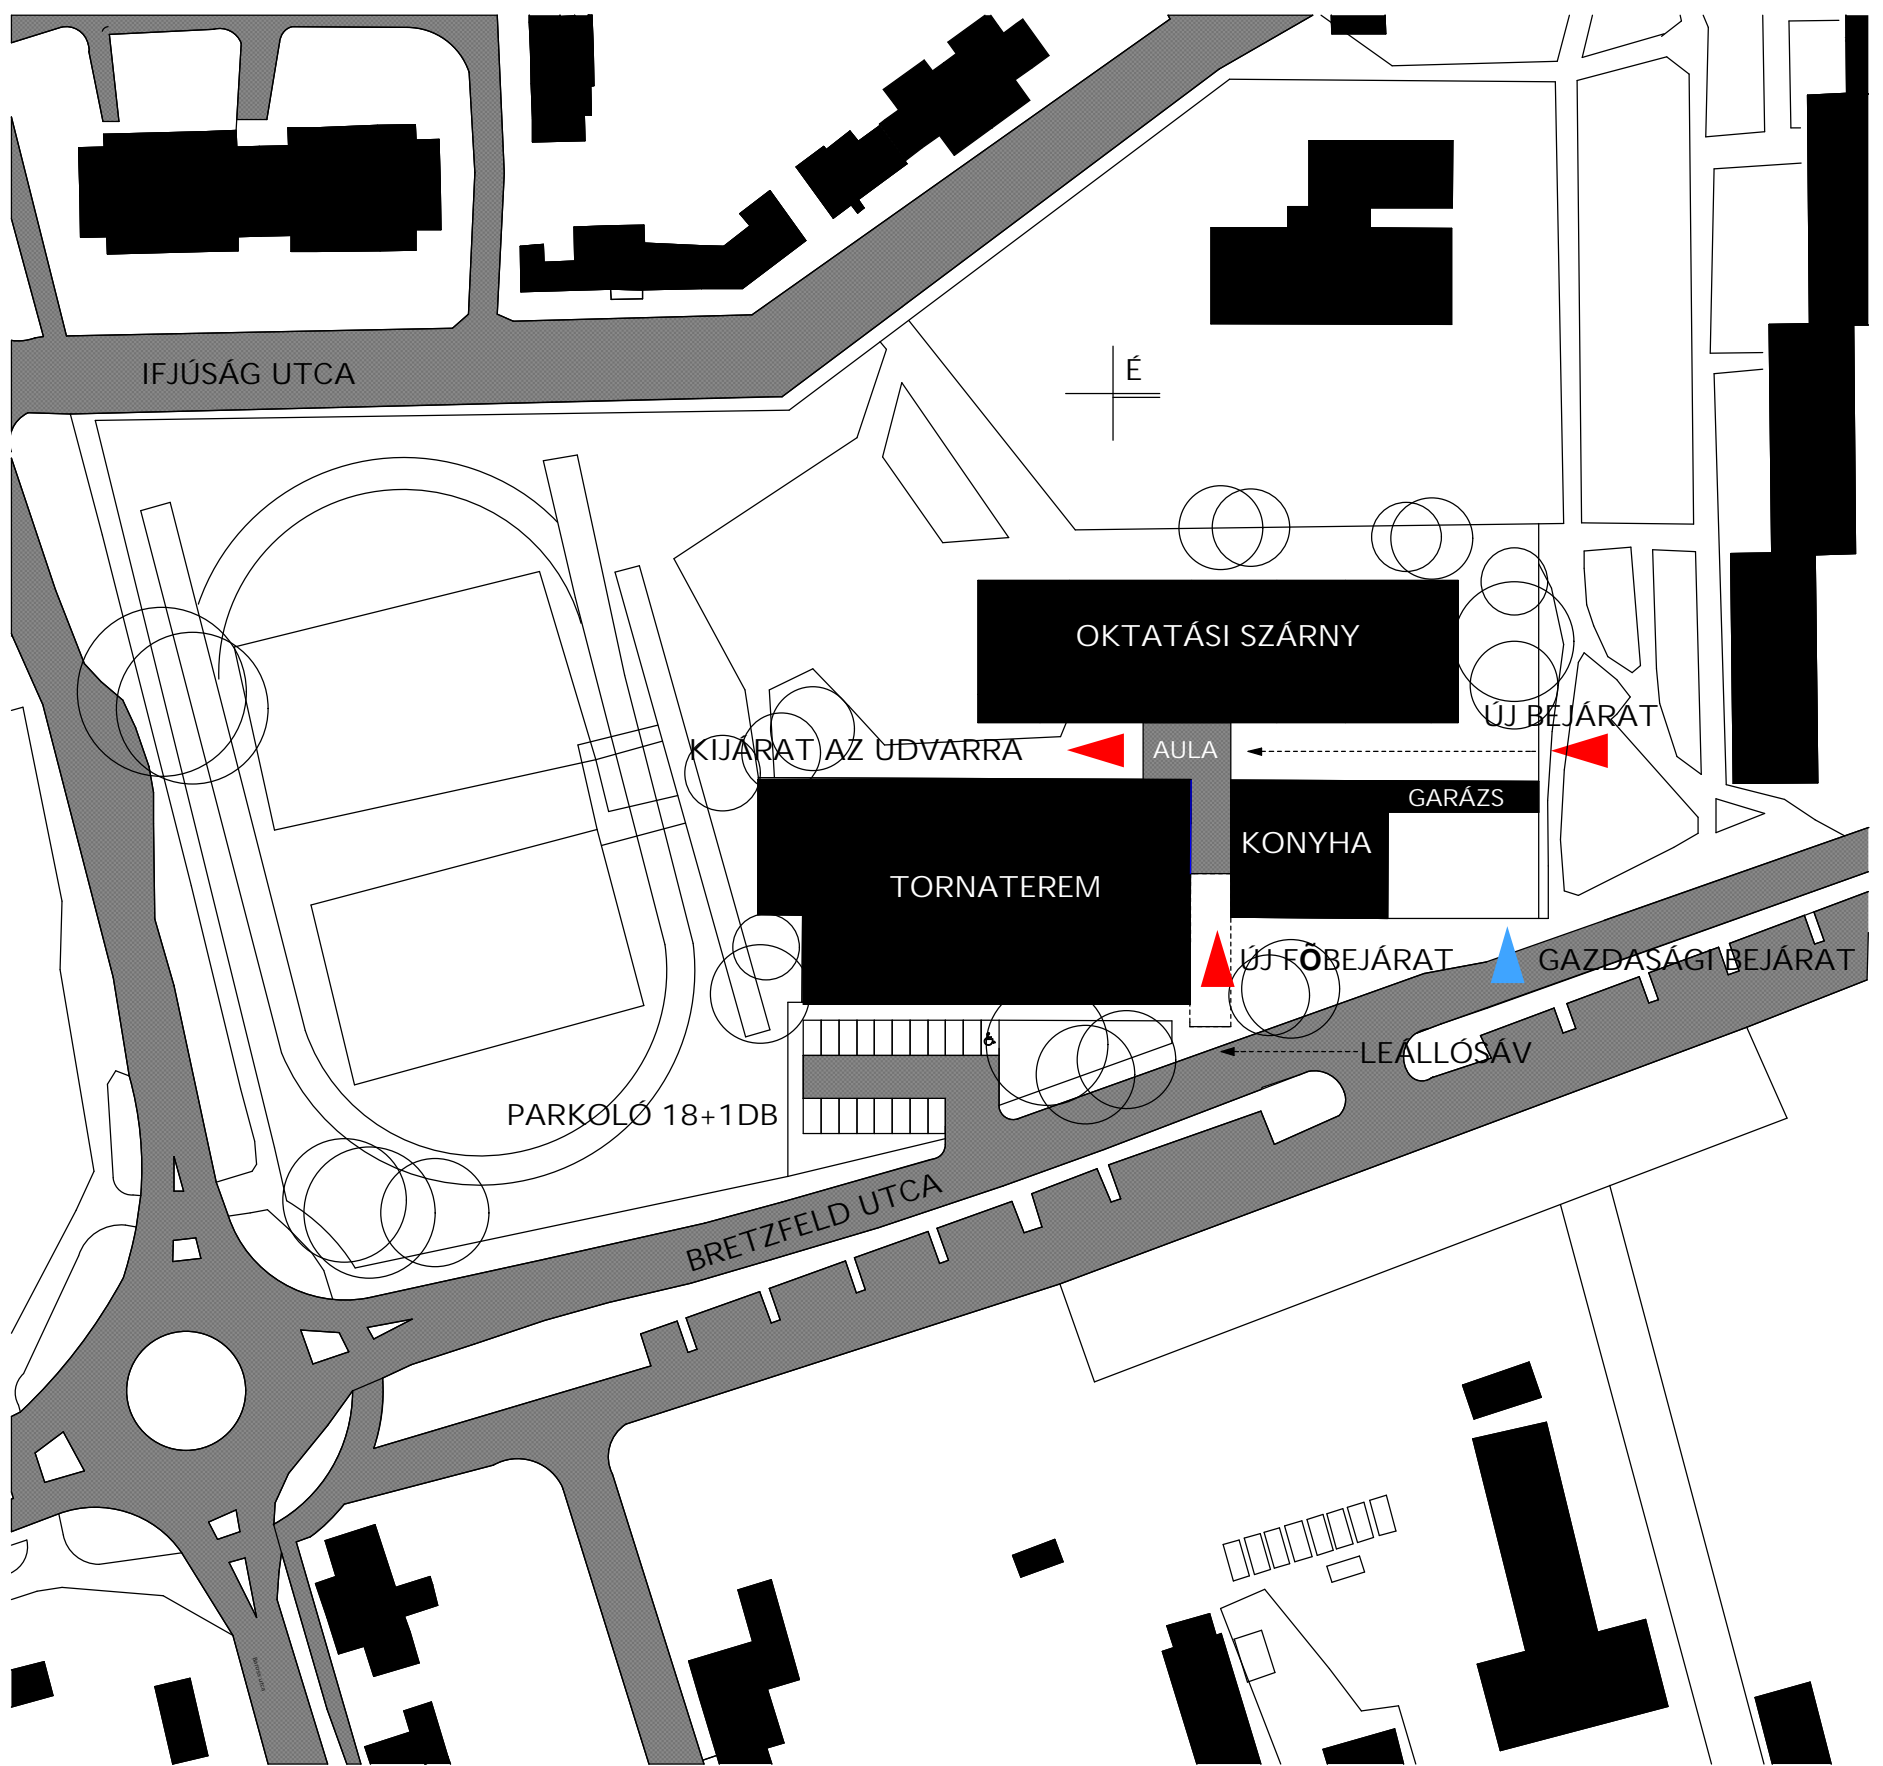 IFJÚSÁG UTCA
É
OKTATÁSI SZÁRNY
ÚJ BEJÁRAT
KIJÁRAT AZ UDVARRA
AULA
GARÁZS
KONYHA
TORNATEREM
ÚJ FŐBEJÁRAT
GAZDASÁGI BEJÁRAT
LEÁLLÓSÁV
PARKOLÓ 18+1DB
BRETZFELD UTCA